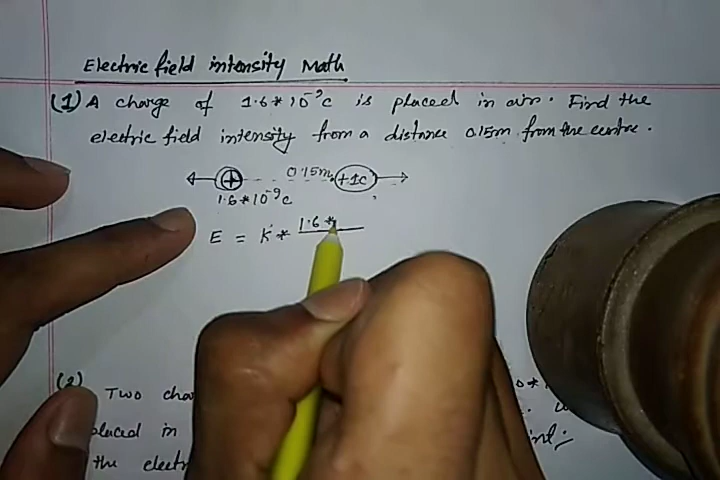 Electric field intensity Math
(1) A charge of 1.6*10⁻⁹c is placed in air. Find the
electric field intensity from a distance 0.15m from the centre.
+ 0.15m +1C
1.6*10⁻⁹c
E = K * 1.6*
(2) Two
placed in
the